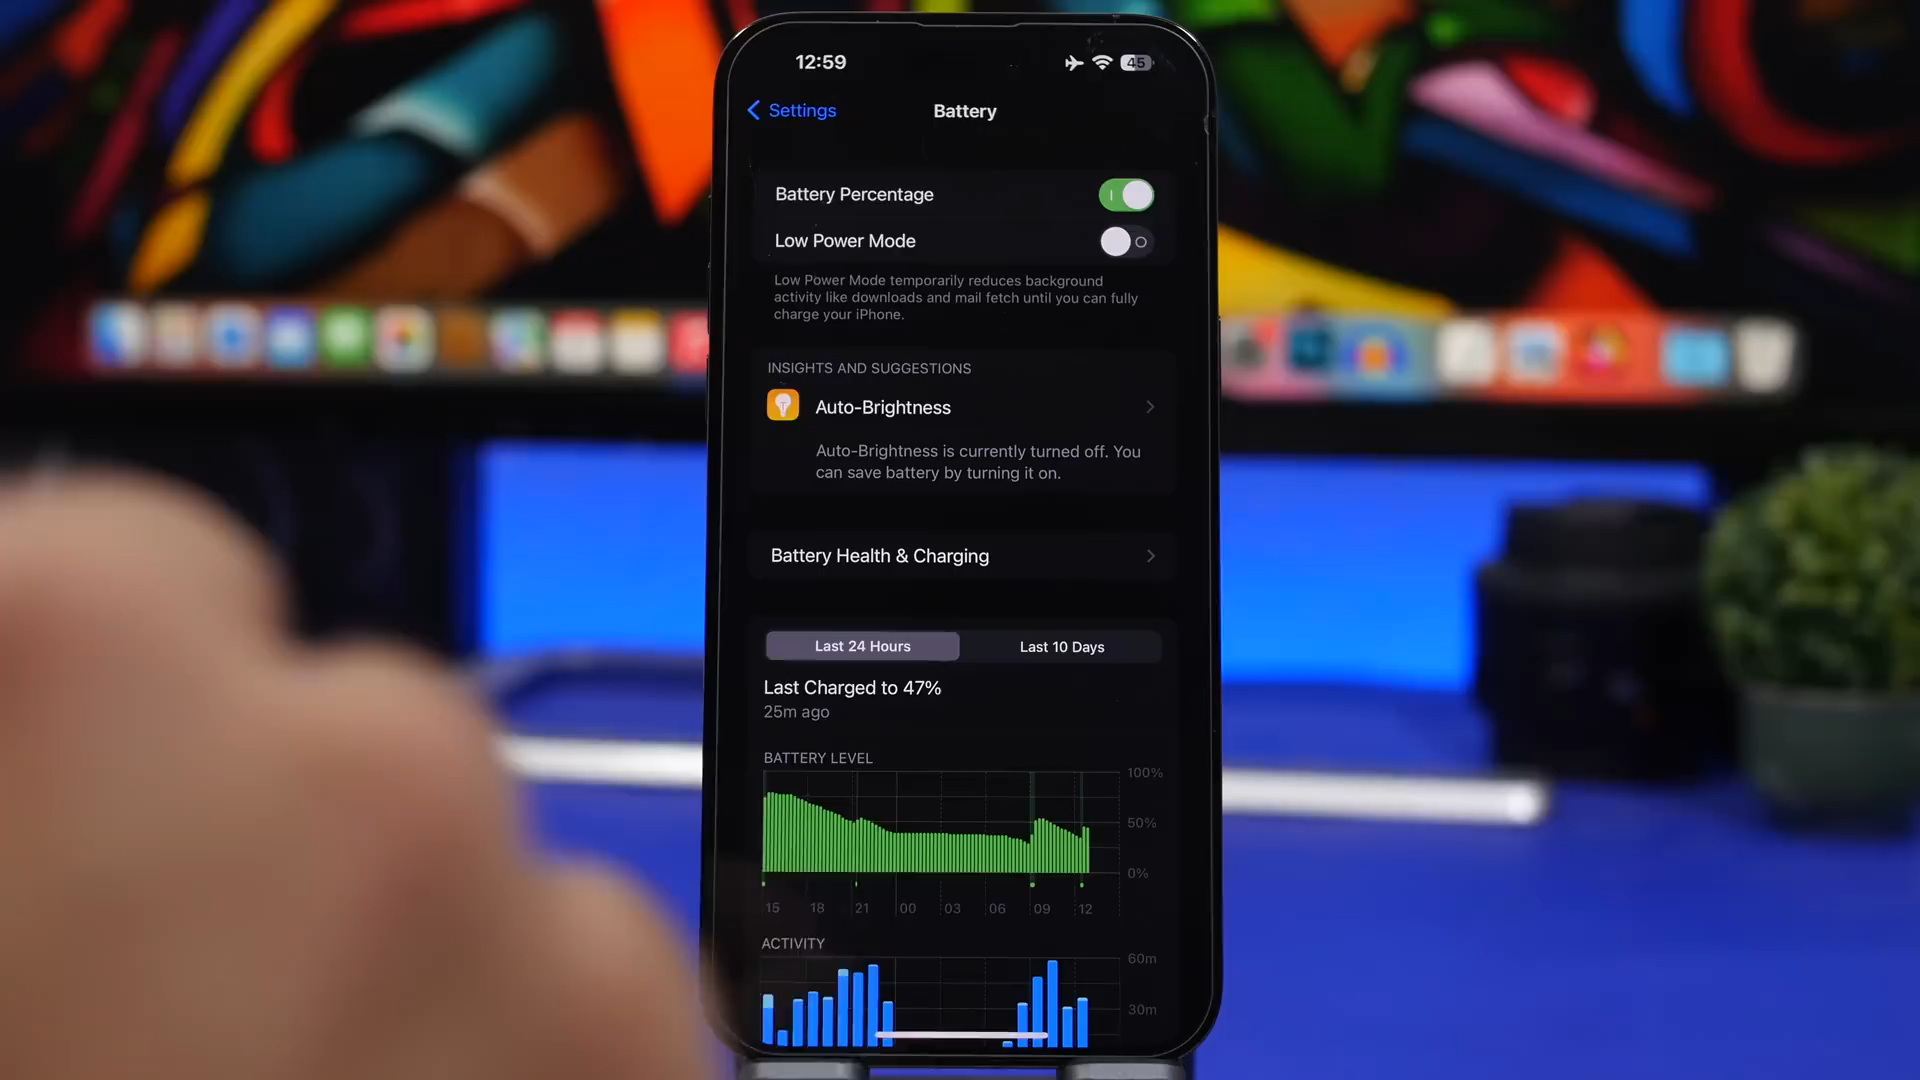 12:59
45
Settings
Battery
Battery Percentage
Low Power Mode
Low Power Mode temporarily reduces background
activity like downloads and mail fetch until you can fully
charge your iPhone.
INSIGHTS AND SUGGESTIONS
Auto-Brightness
Auto-Brightness is currently turned off. You
can save battery by turning it on.
Battery Health & Charging
Last 24 Hours
Last 10 Days
Last Charged to 47%
25m ago
BATTERY LEVEL
100%
50%
0%
15 18 21 00 03 06 09 12
ACTIVITY
60m
30m